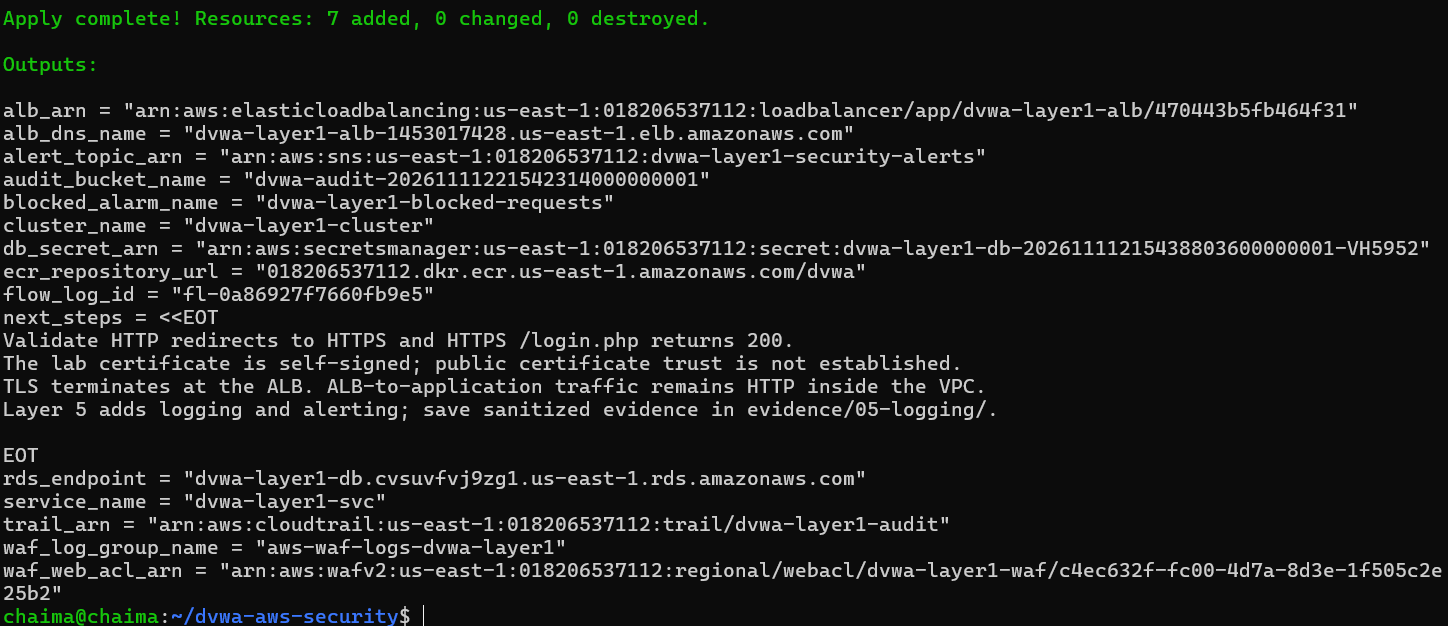 Apply complete! Resources: 7 added, 0 changed, 0 destroyed.
Outputs:
alb_arn = "arn:aws:elasticloadbalancing:us-east-1:018206537112:loadbalancer/app/dvwa-layer1-alb/470443b5fb464f31"
alb_dns_name = "dvwa-layer1-alb-1453017428.us-east-1.elb.amazonaws.com"
alert_topic_arn = "arn:aws:sns:us-east-1:018206537112:dvwa-layer1-security-alerts"
audit_bucket_name = "dvwa-audit-20261111221542314000000001"
blocked_alarm_name = "dvwa-layer1-blocked-requests"
cluster_name = "dvwa-layer1-cluster"
db_secret_arn = "arn:aws:secretsmanager:us-east-1:018206537112:secret:dvwa-layer1-db-20261111215438803600000001-VH5952"
ecr_repository_url = "018206537112.dkr.ecr.us-east-1.amazonaws.com/dvwa"
flow_log_id = "fl-0a86927f7660fb9e5"
next_steps = <<EOT
Validate HTTP redirects to HTTPS and HTTPS /login.php returns 200.
The lab certificate is self-signed; public certificate trust is not established.
TLS terminates at the ALB. ALB-to-application traffic remains HTTP inside the VPC.
Layer 5 adds logging and alerting; save sanitized evidence in evidence/05-logging/.
EOT
rds_endpoint = "dvwa-layer1-db.cvsuvfvj9zg1.us-east-1.rds.amazonaws.com"
service_name = "dvwa-layer1-svc"
trail_arn = "arn:aws:cloudtrail:us-east-1:018206537112:trail/dvwa-layer1-audit"
waf_log_group_name = "aws-waf-logs-dvwa-layer1"
waf_web_acl_arn = "arn:aws:wafv2:us-east-1:018206537112:regional/webacl/dvwa-layer1-waf/c4ec632f-fc00-4d7a-8d3e-1f505c2e
25b2"
chaima@chaima:~/dvwa-aws-security$